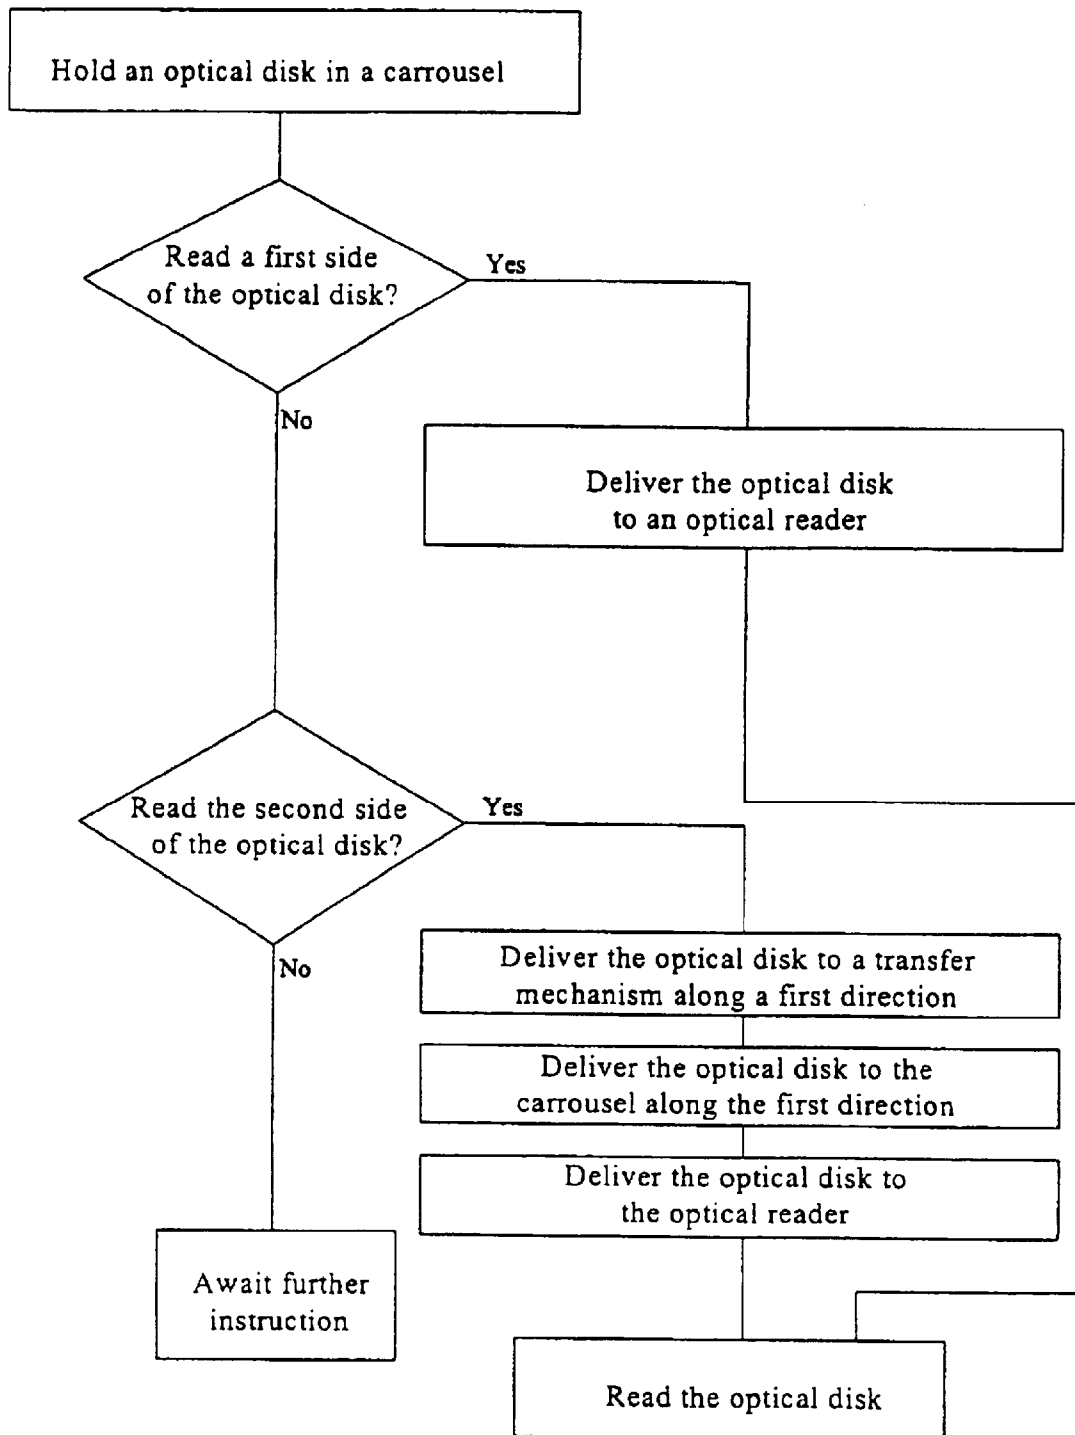 Hold an optical disk in a carrousel
Read a first side
of the optical disk?
Yes
No
Deliver the optical disk
to an optical reader
Read the second side
of the optical disk?
Yes
No
Deliver the optical disk to a transfer
mechanism along a first direction
Deliver the optical disk to the
carrousel along the first direction
Deliver the optical disk to
the optical reader
Await further
instruction
Read the optical disk